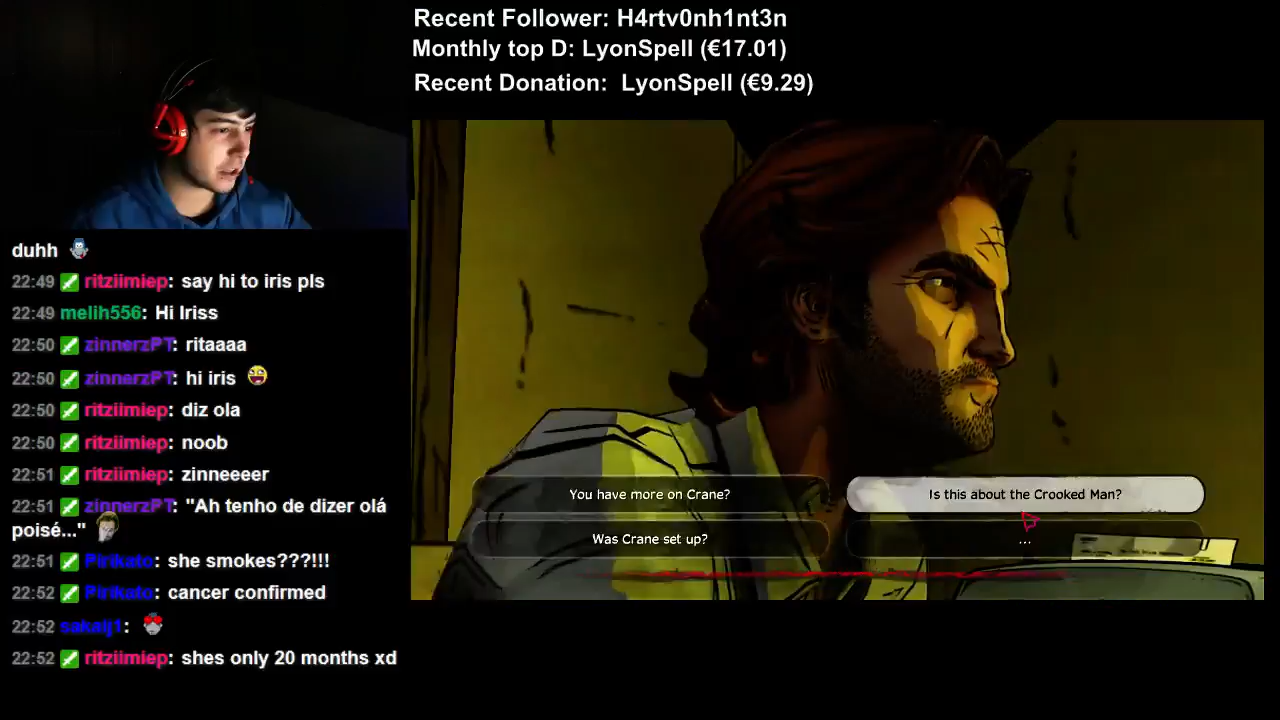 Recent Follower: H4rtv0nh1nt3n
Monthly top D: LyonSpell (€17.01)
Recent Donation: LyonSpell (€9.29)
duhh
22:49 ritziimiep: say hi to iris pls
22:49 melih556: Hi Iriss
22:50 zinnerzPT: ritaaaa
22:50 zinnerzPT: hi iris
22:50 ritziimiep: diz ola
22:50 ritziimiep: noob
22:51 ritziimiep: zinneeeer
22:51 zinnerzPT: "Ah tenho de dizer olá
poisé..."
22:51 Pirikato: she smokes???!!!
22:52 Pirikato: cancer confirmed
22:52 sakalj1:
22:52 ritziimiep: shes only 20 months xd
You have more on Crane?
Is this about the Crooked Man?
Was Crane set up?
...